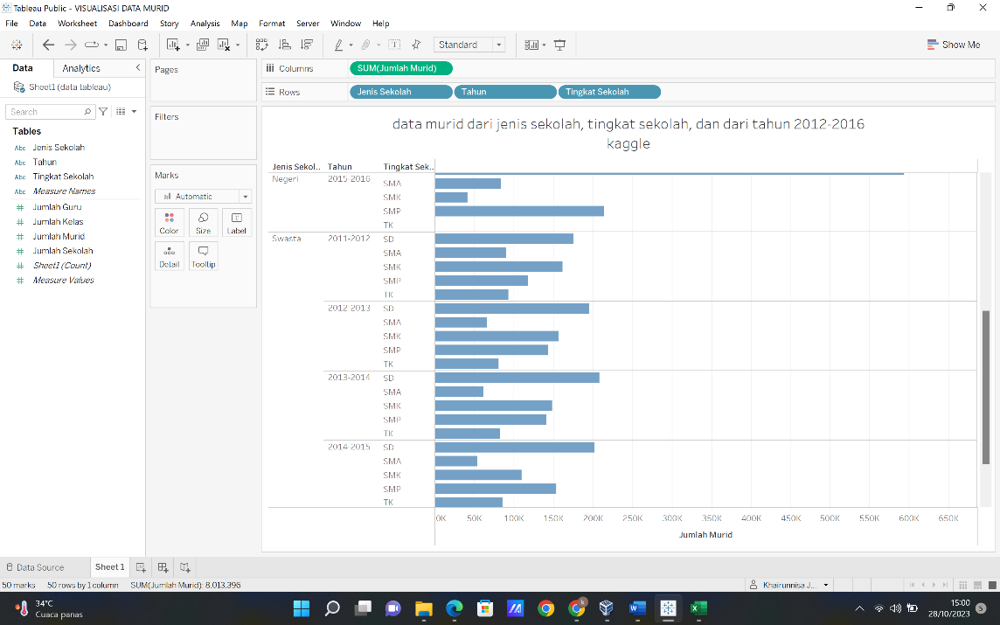 Tableau Public - VISUALISASI DATA MURID
File Data Worksheet Dashboard Story Analysis Map Format Server Window Help
Standard
Show Me
Data Analytics
Sheet1 (data tableau)
Search
Tables
Abc Jenis Sekolah
Abc Tahun
Abc Tingkat Sekolah
Abc Measure Names
# Jumlah Guru
# Jumlah Kelas
# Jumlah Murid
# Jumlah Sekolah
# Sheet1 (Count)
# Measure Values
Pages
Filters
Marks
Automatic
Color Size Label
Detail Tooltip
Columns SUM(Jumlah Murid)
Rows Jenis Sekolah Tahun Tingkat Sekolah
data murid dari jenis sekolah, tingkat sekolah, dan dari tahun 2012-2016
kaggle
Jenis Sekol.. Tahun Tingkat Sek..
Negeri 2015-2016
SMA
SMK
SMP
TK
Swasta 2011-2012 SD
SMA
SMK
SMP
TK
2012-2013 SD
SMA
SMK
SMP
TK
2013-2014 SD
SMA
SMK
SMP
TK
2014-2015 SD
SMA
SMK
SMP
TK
0K 50K 100K 150K 200K 250K 300K 350K 400K 450K 500K 550K 600K 650K
Jumlah Murid
Data Source Sheet 1
50 marks 50 rows by 1 column SUM(Jumlah Murid): 8.013.396
Khairunnisa J...
34°C
Cuaca panas
15:00
28/10/2023
5